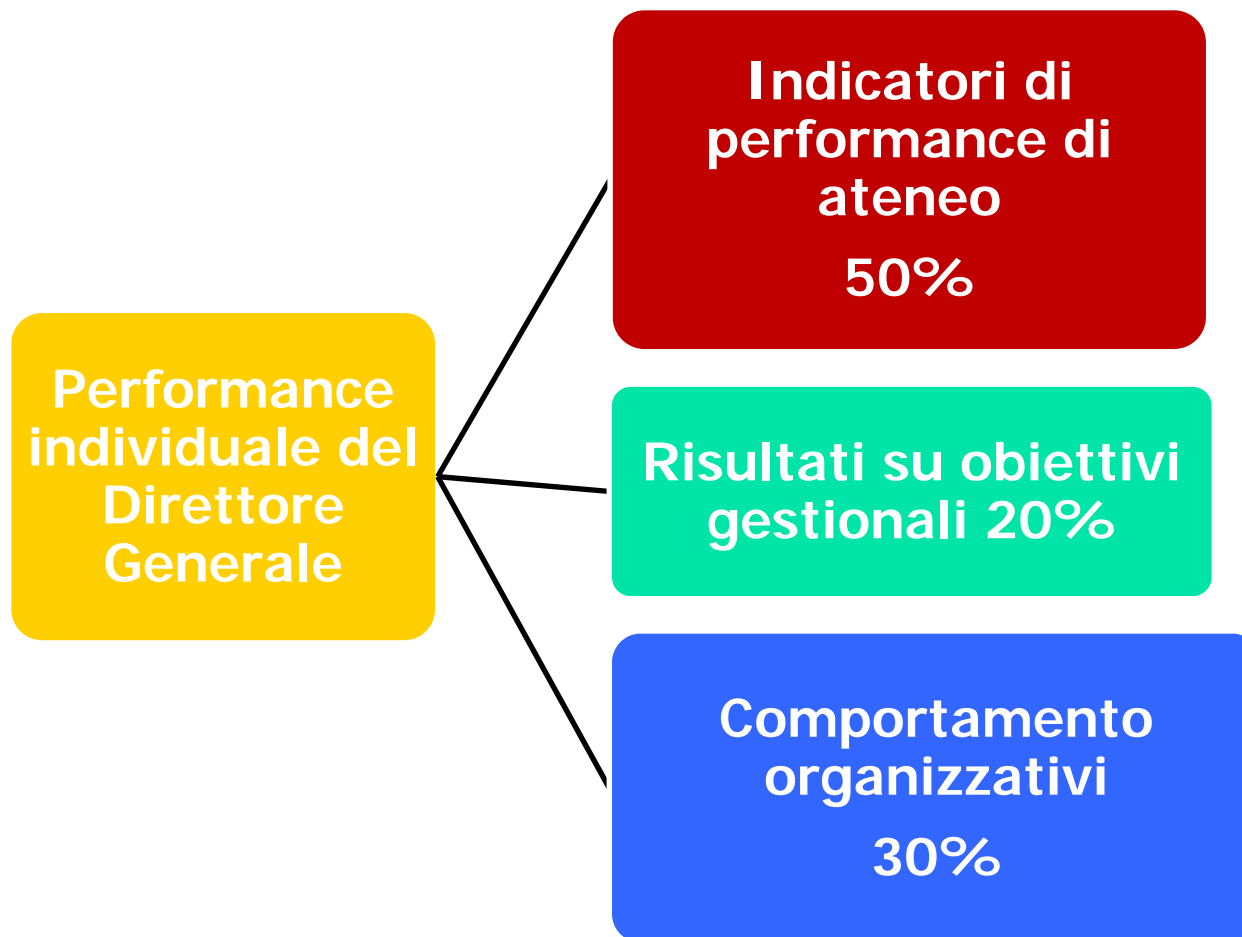 Indicatori di
performance di
ateneo
50%
Performance
individuale del
Direttore
Generale
Risultati su obiettivi
gestionali 20%
Comportamento
organizzativi
30%